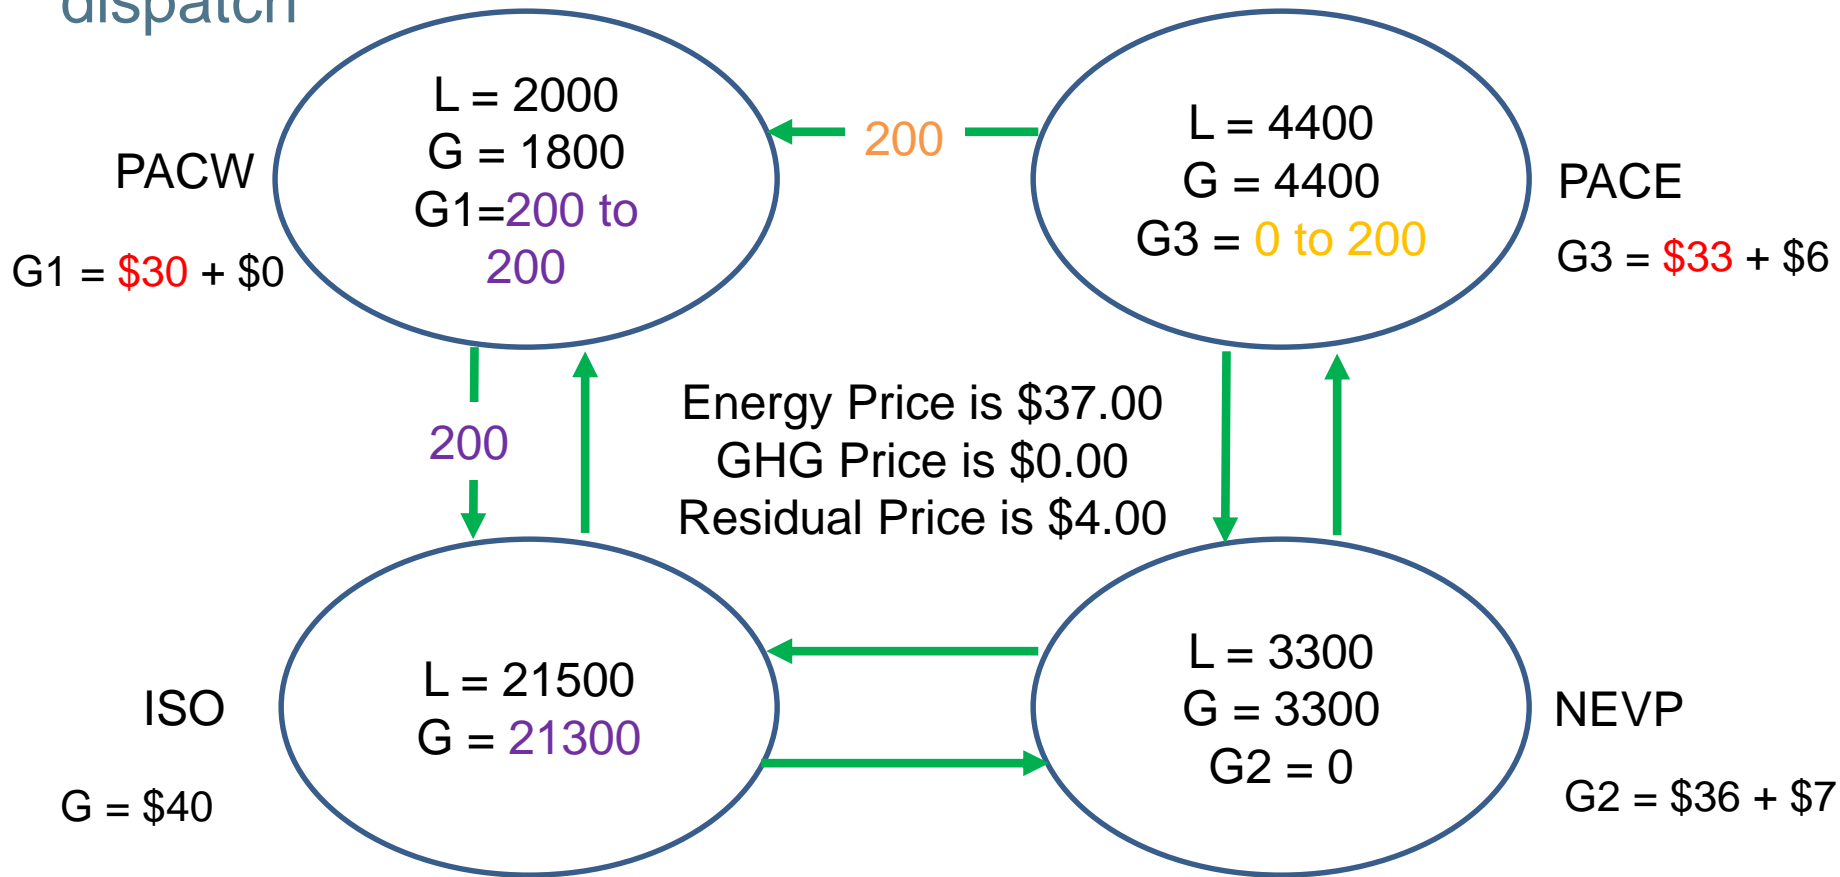 dispatch
L = 2000
G = 1800
G1=200 to
200
PACW
G1 = $30 + $0
200
L = 4400
G = 4400
G3 = 0 to 200
PACE
G3 = $33 + $6
200
Energy Price is $37.00
GHG Price is $0.00
Residual Price is $4.00
L = 21500
G = 21300
ISO
G = $40
L = 3300
G = 3300
G2 = 0
NEVP
G2 = $36 + $7